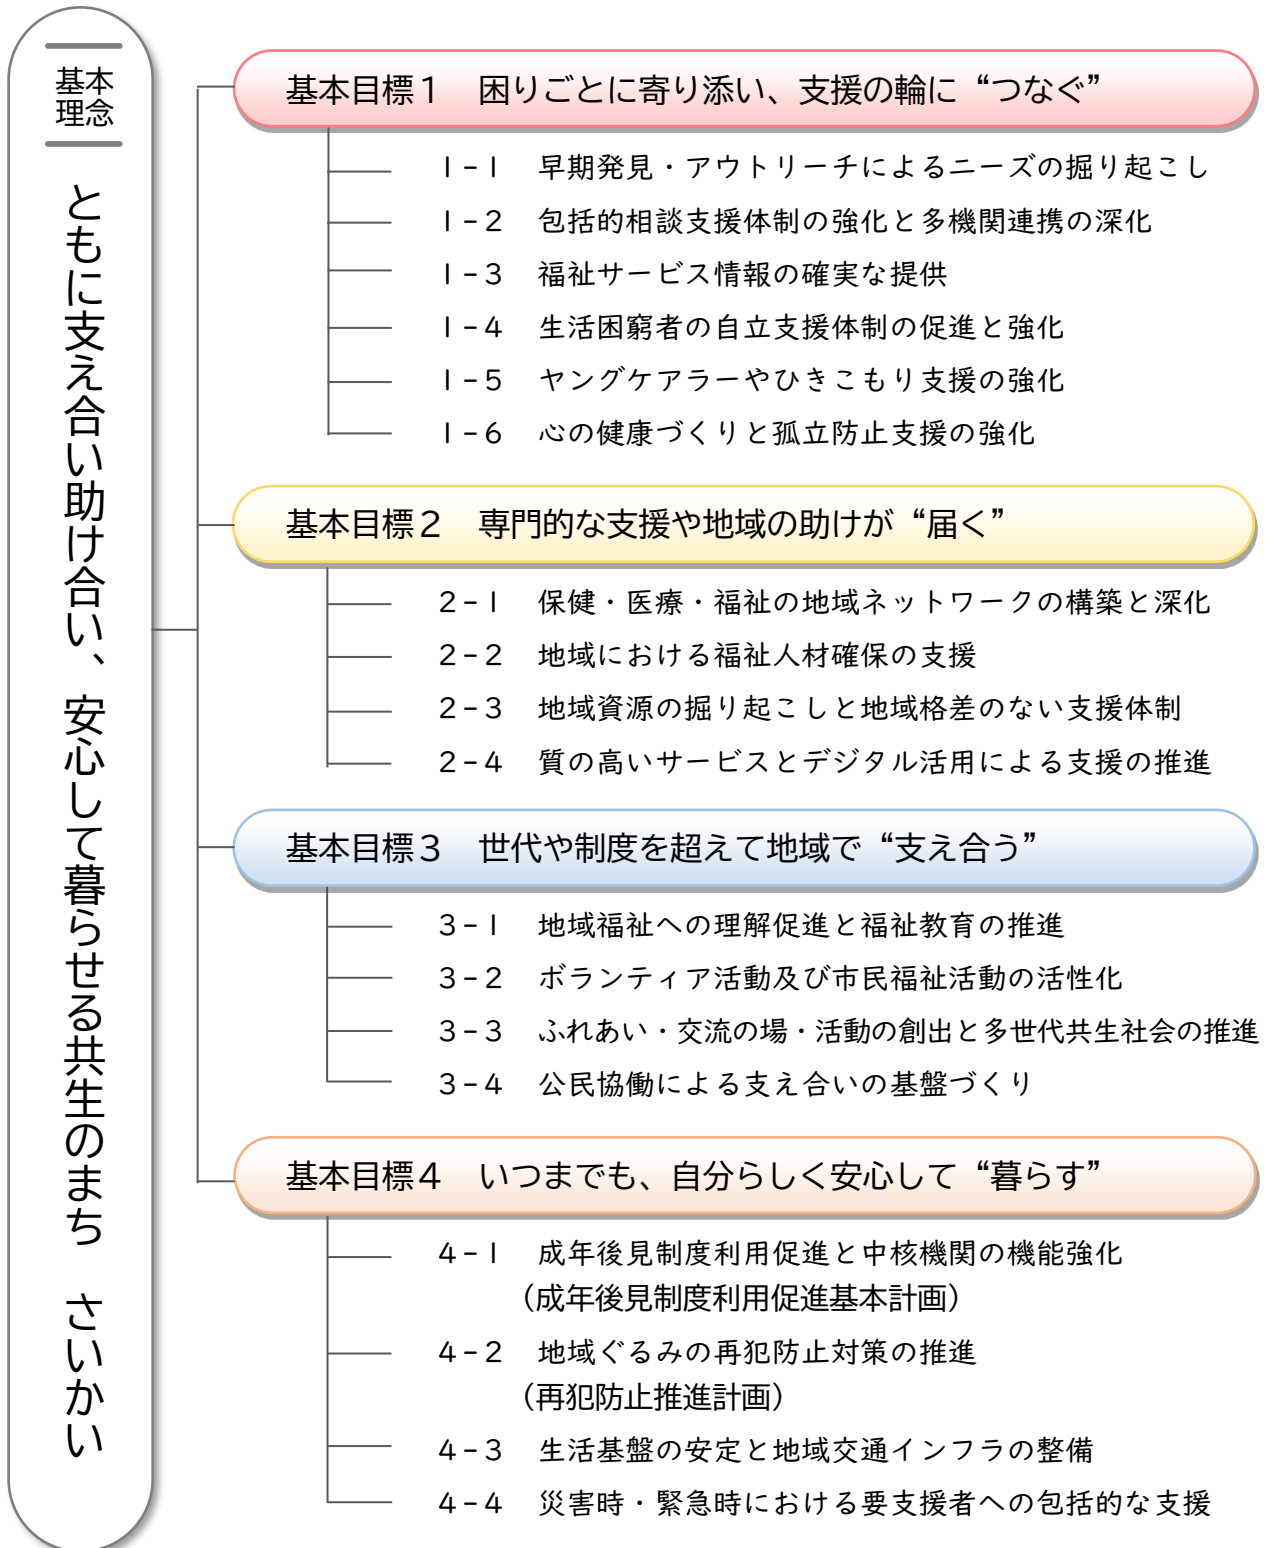 基本
理念
ともに支え合い助け合い、安心して暮らせる共生のまち　さいかい
基本目標１　困りごとに寄り添い、支援の輪に“つなぐ”
１-１　早期発見・アウトリーチによるニーズの掘り起こし
１-２　包括的相談支援体制の強化と多機関連携の深化
１-３　福祉サービス情報の確実な提供
１-４　生活困窮者の自立支援体制の促進と強化
１-５　ヤングケアラーやひきこもり支援の強化
１-６　心の健康づくりと孤立防止支援の強化
基本目標２　専門的な支援や地域の助けが“届く”
２-１　保健・医療・福祉の地域ネットワークの構築と深化
２-２　地域における福祉人材確保の支援
２-３　地域資源の掘り起こしと地域格差のない支援体制
２-４　質の高いサービスとデジタル活用による支援の推進
基本目標３　世代や制度を超えて地域で“支え合う”
３-１　地域福祉への理解促進と福祉教育の推進
３-２　ボランティア活動及び市民福祉活動の活性化
３-３　ふれあい・交流の場・活動の創出と多世代共生社会の推進
３-４　公民協働による支え合いの基盤づくり
基本目標４　いつまでも、自分らしく安心して“暮らす”
４-１　成年後見制度利用促進と中核機関の機能強化
（成年後見制度利用促進基本計画）
４-２　地域ぐるみの再犯防止対策の推進
（再犯防止推進計画）
４-３　生活基盤の安定と地域交通インフラの整備
４-４　災害時・緊急時における要支援者への包括的な支援